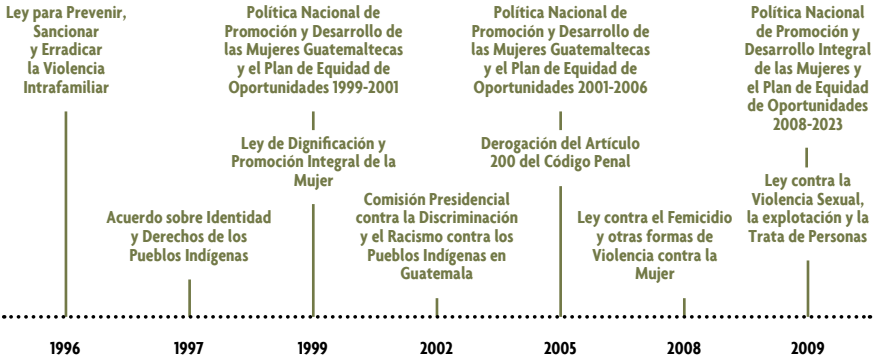 Ley para Prevenir,
Sancionar
y Erradicar
la Violencia
Intrafamiliar
Política Nacional de
Promoción y Desarrollo de
las Mujeres Guatemaltecas
y el Plan de Equidad de
Oportunidades 1999-2001
Política Nacional de
Promoción y Desarrollo de
las Mujeres Guatemaltecas
y el Plan de Equidad de
Oportunidades 2001-2006
Política Nacional
de Promoción y
Desarrollo Integral
de las Mujeres y
el Plan de Equidad
de Oportunidades
2008-2023
Ley de Dignificación y
Promoción Integral de la
Mujer
Derogación del Artículo
200 del Código Penal
Ley contra la
Violencia Sexual,
la explotación y la
Trata de Personas
Acuerdo sobre Identidad
y Derechos de los
Pueblos Indígenas
Comisión Presidencial
contra la Discriminación
y el Racismo contra los
Pueblos Indígenas en
Guatemala
Ley contra el Femicidio
y otras formas de
Violencia contra la
Mujer
1996 1997 1999 2002 2005 2008 2009